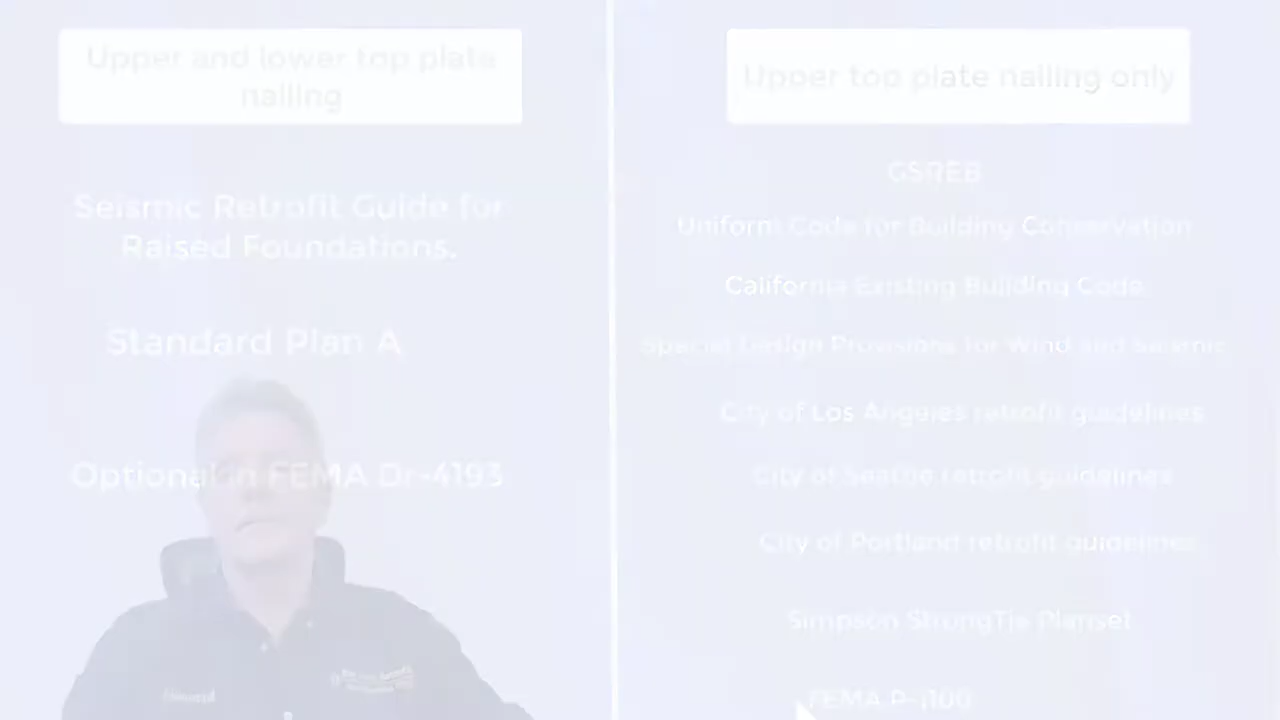 Upper and lower top plate
nailing
Seismic Retrofit Guide for
Raised Foundations.
Standard Plan A
Optional in FEMA Dr-4193
Upper top plate nailing only
GSREB
Uniform Code for Building Conservation
California Existing Building Code
Special Design Provisions for Wind and Seismic
City of Los Angeles retrofit guidelines
City of Seattle retrofit guidelines
City of Portland retrofit guidelines
Simpson StrongTie Planset
FEMA P-1100